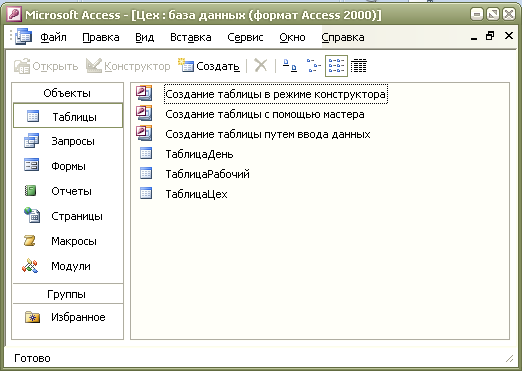 Microsoft Access - [Цех : база данных (формат Access 2000)]
Файл Правка Вид Вставка Сервис Окно Справка
Открыть Конструктор Создать
Объекты
Таблицы
Запросы
Формы
Отчеты
Страницы
Макросы
Модули
Группы
Избранное
Создание таблицы в режиме конструктора
Создание таблицы с помощью мастера
Создание таблицы путем ввода данных
ТаблицаДень
ТаблицаРабочий
ТаблицаЦех
Готово